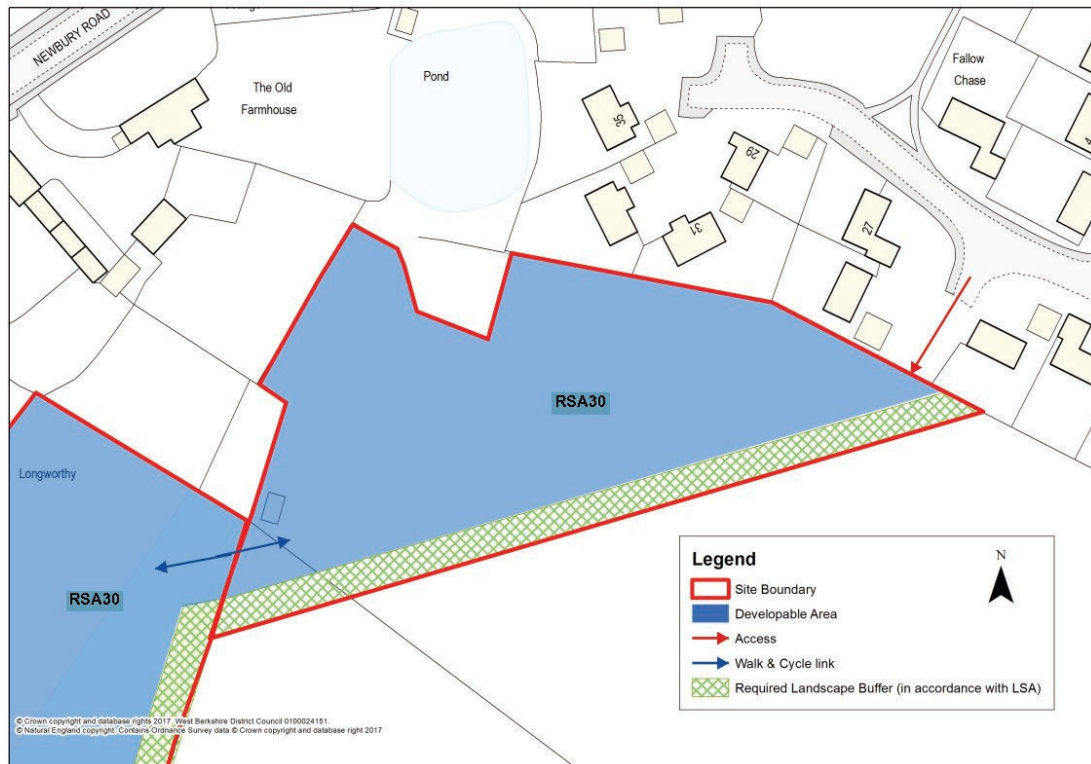 NEWBURY ROAD
The Old
Farmhouse
Pond
Fallow
Chase
35
29
31
27
RSA30
Longworthy
RSA30
Legend
N
Site Boundary
Developable Area
Access
Walk & Cycle link
Required Landscape Buffer (in accordance with LSA)
© Crown copyright and database rights 2017 West Berkshire District Council 0100024151.
© Natural England copyright. Contains Ordnance Survey data © Crown copyright and database right 2017